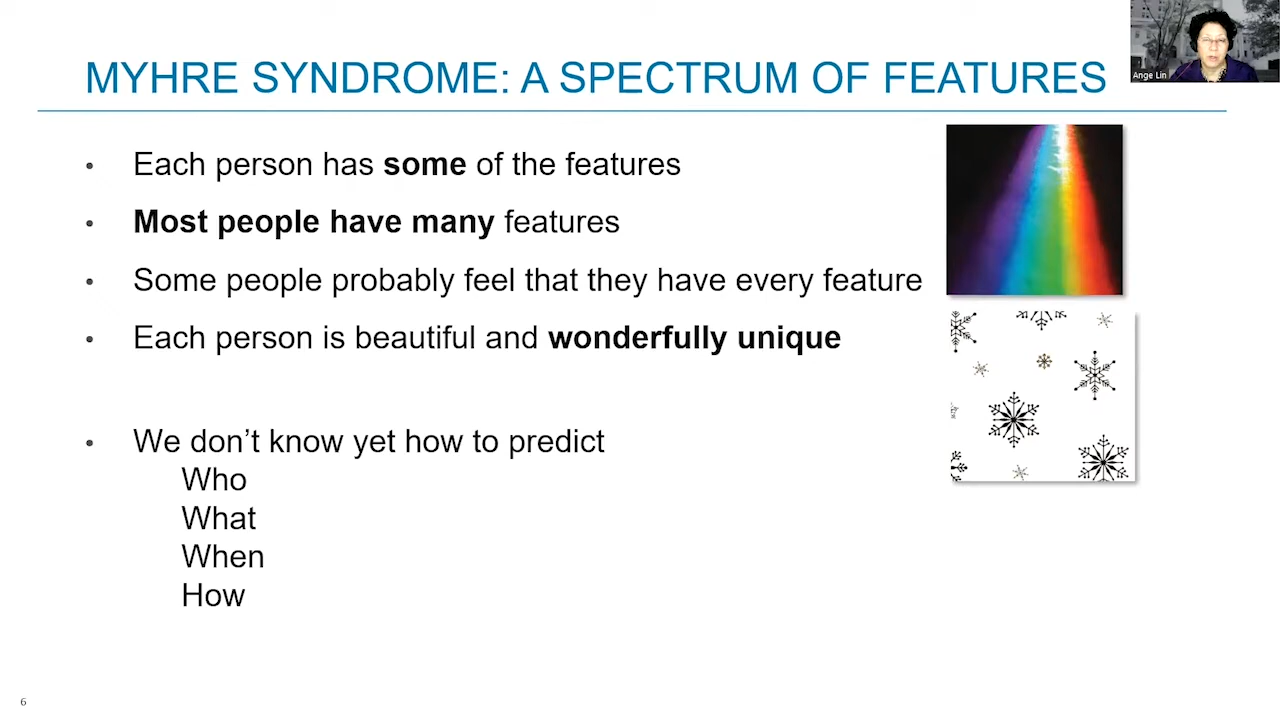 MYHRE SYNDROME: A SPECTRUM OF FEATURES
Ange Lin
• Each person has some of the features
• Most people have many features
• Some people probably feel that they have every feature
• Each person is beautiful and wonderfully unique
• We don’t know yet how to predict
Who
What
When
How
6